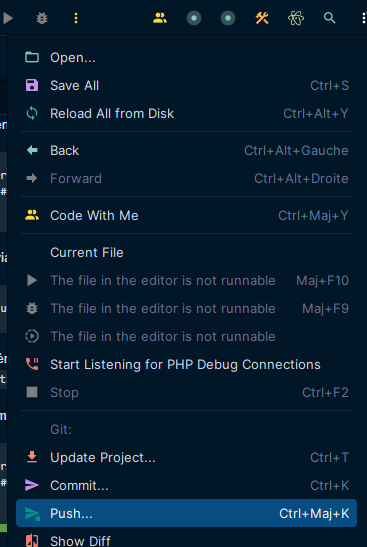 Open...
Save All Ctrl+S
Reload All from Disk Ctrl+Alt+Y
Back Ctrl+Alt+Gauche
Forward Ctrl+Alt+Droite
Code With Me Ctrl+Maj+Y
Current File
The file in the editor is not runnable Maj+F10
The file in the editor is not runnable Maj+F9
The file in the editor is not runnable
Start Listening for PHP Debug Connections
Stop Ctrl+F2
Git:
Update Project... Ctrl+T
Commit... Ctrl+K
Push... Ctrl+Maj+K
Show Diff